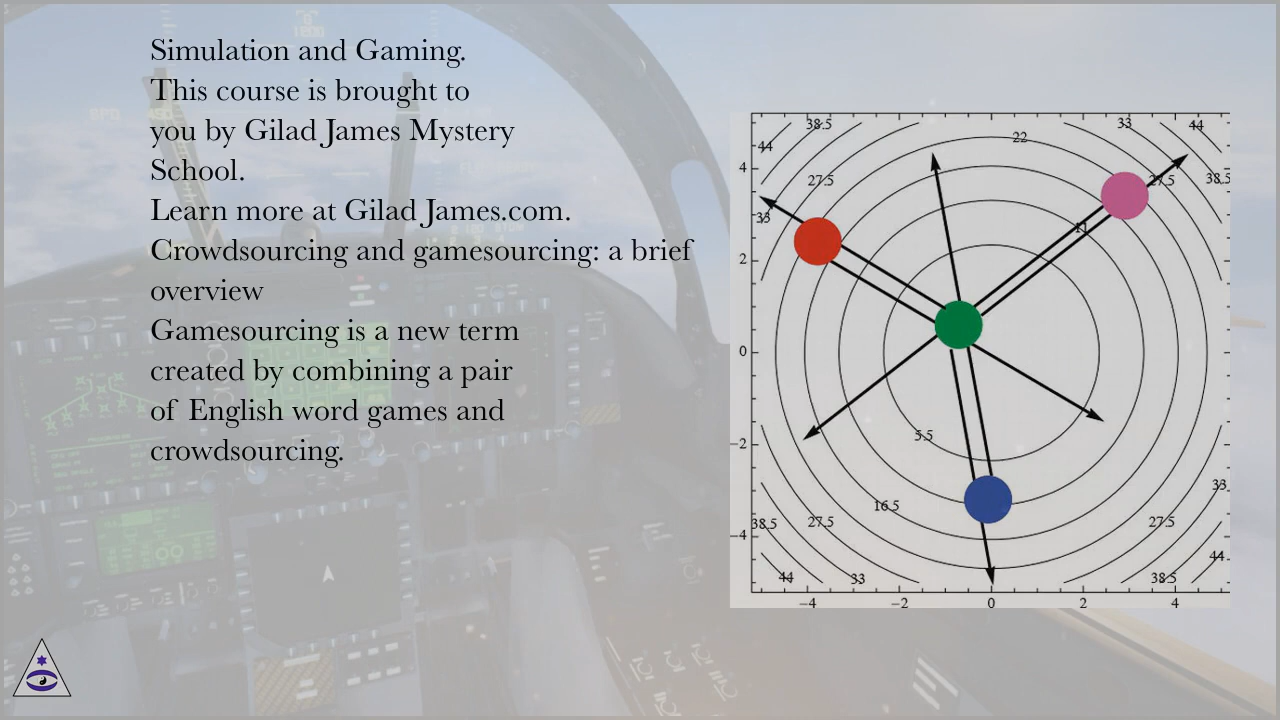 Simulation and Gaming.
This course is brought to
you by Gilad James Mystery
School.
Learn more at Gilad James.com.
Crowdsourcing and gamesourcing: a brief
overview
Gamesourcing is a new term
created by combining a pair
of English word games and
crowdsourcing.
38.5 22 33 44
44
4 27.5 27.5 38.5
33
11
2
0
-2 5.5
33
16.5
38.5 27.5 27.5
-4
44
44 33 38.5
-4 -2 0 2 4